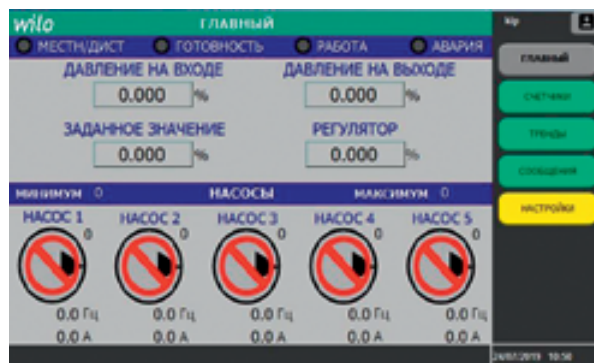 wilo ГЛАВНЫЙ kip
МЕСТН/ДИСТ ГОТОВНОСТЬ РАБОТА АВАРИЯ
ГЛАВНЫЙ
ДАВЛЕНИЕ НА ВХОДЕ ДАВЛЕНИЕ НА ВЫХОДЕ
0.000 % 0.000 %
СЧЕТЧИКИ
ЗАДАННОЕ ЗНАЧЕНИЕ РЕГУЛЯТОР
ТРЕНДЫ
0.000 % 0.000 %
СООБЩЕНИЯ
МИНИМУМ 0 НАСОСЫ МАКСИМУМ 0
НАСТРОЙКИ
НАСОС 1 НАСОС 2 НАСОС 3 НАСОС 4 НАСОС 5
0 0 0 0 0
0.0 Гц 0.0 Гц 0.0 Гц 0.0 Гц 0.0 Гц
0.0 А 0.0 А 0.0 А 0.0 А 0.0 А
24/07/2019 10:50